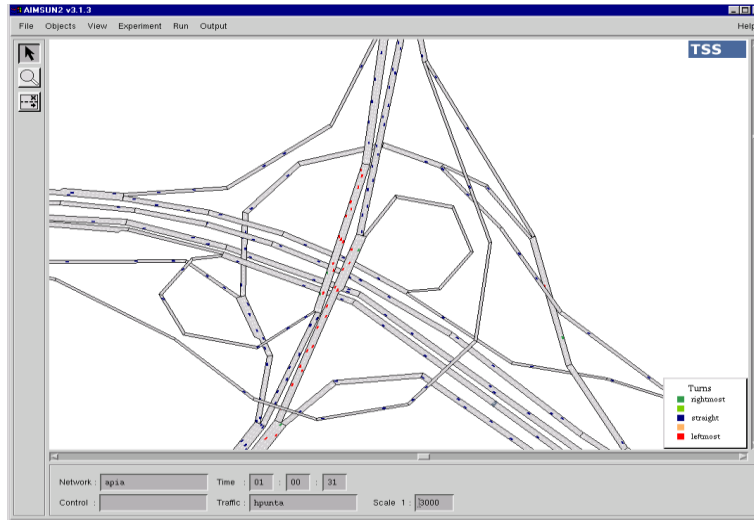 AIMSUN2 v3.1.3
File Objects View Experiment Run Output Help
TSS
Turns
rightmost
straight
leftmost
Network : apia Time : 01 : 00 : 31
Control : Traffic : hpunta Scale 1 : 3000